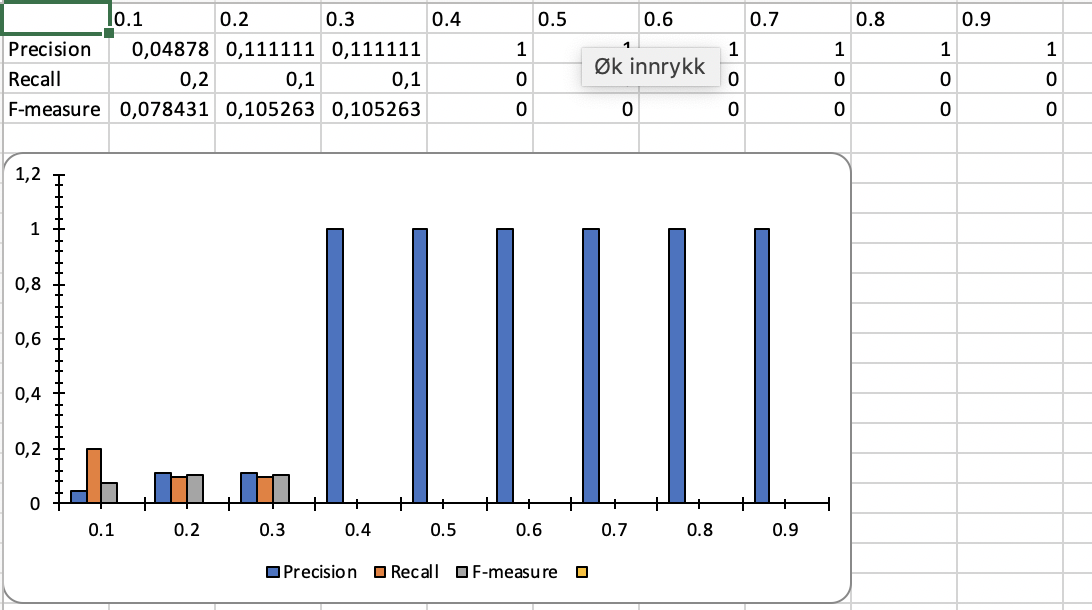 0.1 0.2 0.3 0.4 0.5 0.6 0.7 0.8 0.9
Precision 0,04878 0,111111 0,111111 1 1 1 1 1 1
Øk innrykk
Recall 0,2 0,1 0,1 0 0 0 0 0
F-measure 0,078431 0,105263 0,105263 0 0 0 0 0 0
1,2
1
0,8
0,6
0,4
0,2
0
0.1 0.2 0.3 0.4 0.5 0.6 0.7 0.8 0.9
Precision Recall F-measure